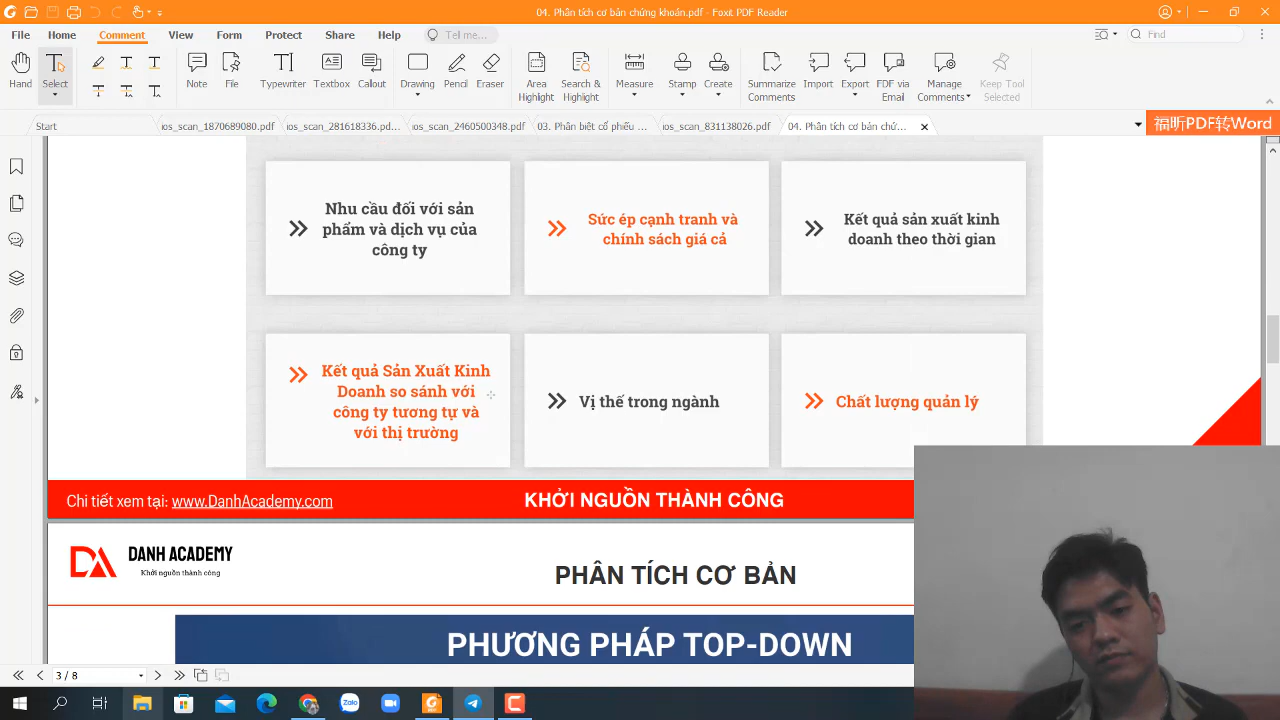 04. Phân tích cơ bản chứng khoán.pdf - Foxit PDF Reader
File Home Comment View Form Protect Share Help Tell me... Find
Hand Select Note File Typewriter Textbox Callout Drawing Pencil Eraser Area Highlight Search & Highlight Measure Stamp Create Summarize Comments Import Export FDF via Email Manage Comments Keep Tool Selected
Start ios_scan_1870689080.pdf ios_scan_281618336.pd... ios_scan_2460500348.pdf 03. Phân biệt cổ phiếu ... ios_scan_831138026.pdf 04. Phân tích cơ bản chứ... 福昕PDF转Word
Nhu cầu đối với sản
phẩm và dịch vụ của
công ty
Sức ép cạnh tranh và
chính sách giá cả
Kết quả sản xuất kinh
doanh theo thời gian
Kết quả Sản Xuất Kinh
Doanh so sánh với
công ty tương tự và
với thị trường
Vị thế trong ngành
Chất lượng quản lý
Chi tiết xem tại: www.DanhAcademy.com
KHỞI NGUỒN THÀNH CÔNG
DA DANH ACADEMY
Khởi nguồn thành công
PHÂN TÍCH CƠ BẢN
PHƯƠNG PHÁP TOP-DOWN
3 / 8
Zalo